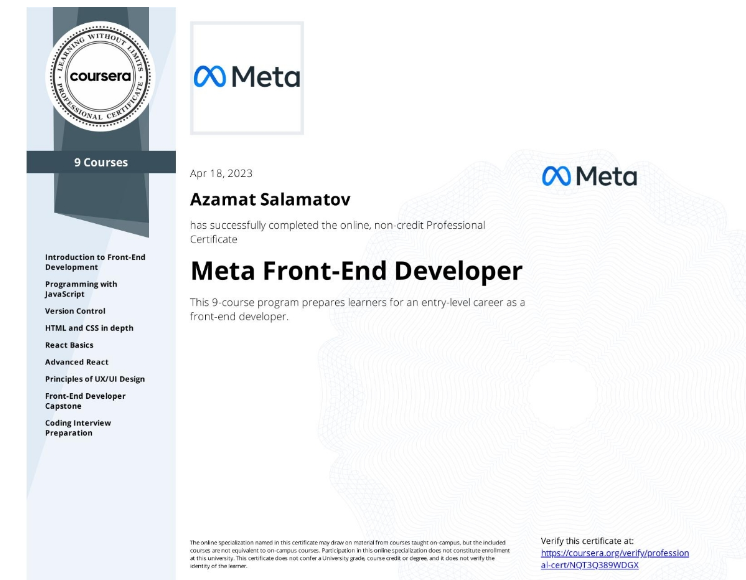 LEARNING WITHOUT LIMITS
coursera
PROFESSIONAL CERTIFICATE
9 Courses
Introduction to Front-End
Development
Programming with
JavaScript
Version Control
HTML and CSS in depth
React Basics
Advanced React
Principles of UX/UI Design
Front-End Developer
Capstone
Coding Interview
Preparation
Meta
Apr 18, 2023
Azamat Salamatov
has successfully completed the online, non-credit Professional
Certificate
Meta Front-End Developer
This 9-course program prepares learners for an entry-level career as a
front-end developer.
Meta
The online specialization named in this certificate may draw on material from courses taught on-campus, but the included
courses are not equivalent to on-campus courses. Participation in this online specialization does not constitute enrollment
at this university. This certificate does not confer a University grade, course credit or degree, and it does not verify the
identity of the learner.
Verify this certificate at:
https://coursera.org/verify/profession
al-cert/NQT3Q389WDGX